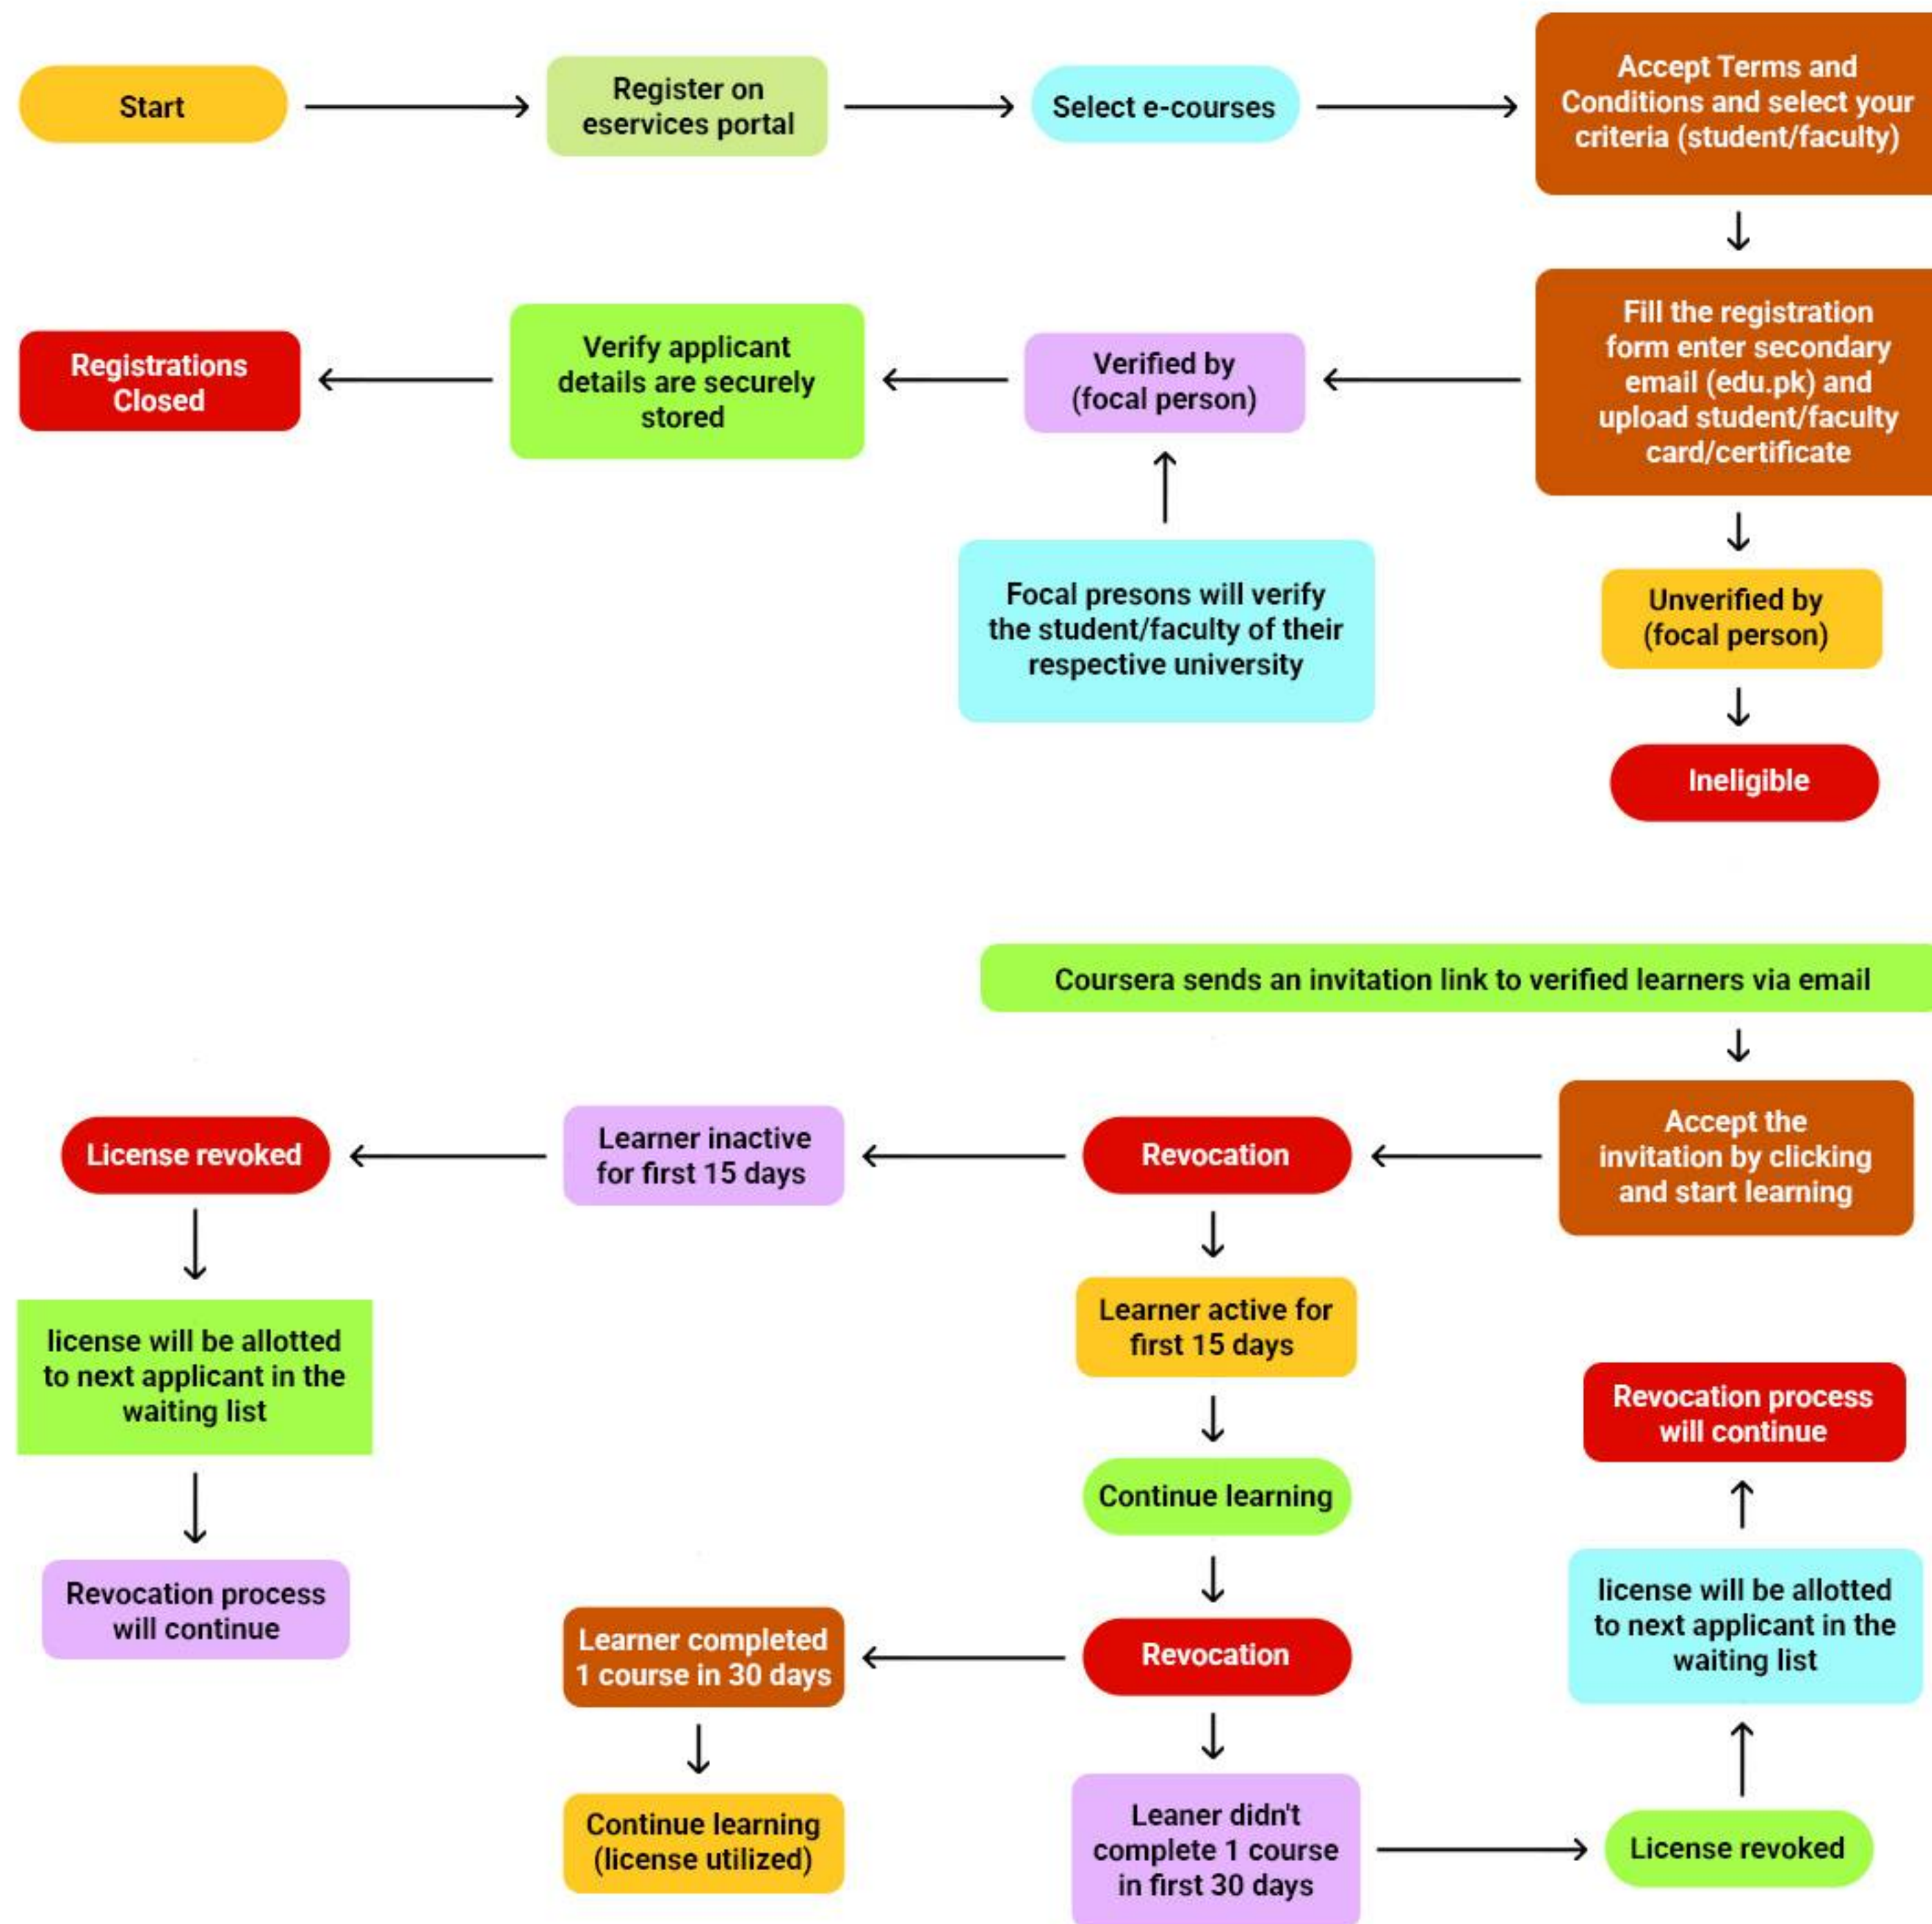 Start
Register on
eservices portal
Select e-courses
Accept Terms and
Conditions and select your
criteria (student/faculty)
Registrations
Closed
Verify applicant
details are securely
stored
Verified by
(focal person)
Fill the registration
form enter secondary
email (edu.pk) and
upload student/faculty
card/certificate
Focal presons will verify
the student/faculty of their
respective university
Unverified by
(focal person)
Ineligible
Coursera sends an invitation link to verified learners via email
License revoked
Learner inactive
for first 15 days
Revocation
Accept the
invitation by clicking
and start learning
license will be allotted
to next applicant in the
waiting list
Learner active for
first 15 days
Revocation process
will continue
Continue learning
Revocation process
will continue
Learner completed
1 course in 30 days
Revocation
license will be allotted
to next applicant in the
waiting list
Continue learning
(license utilized)
Leaner didn't
complete 1 course
in first 30 days
License revoked